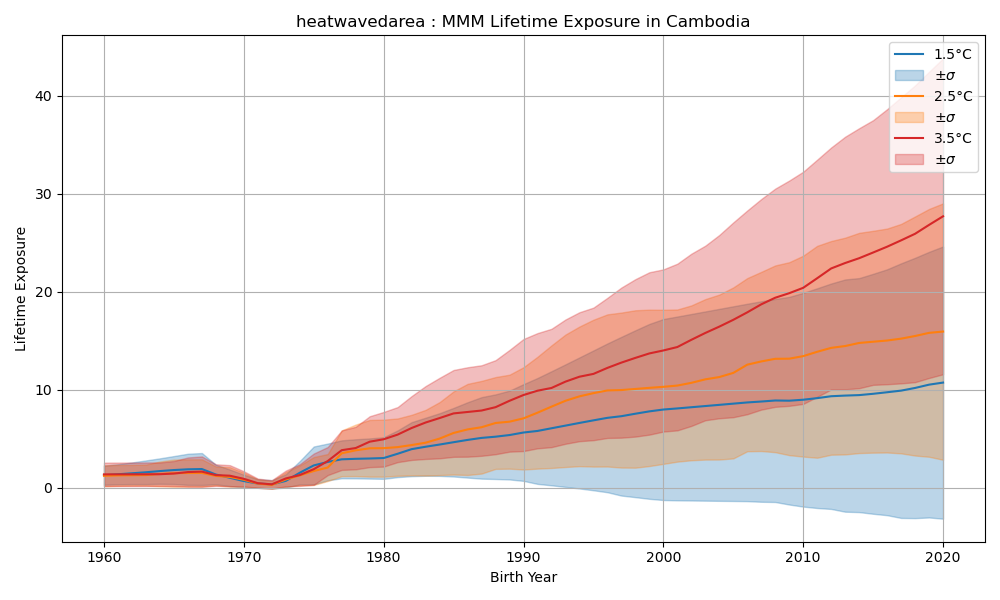 heatwavedarea : MMM Lifetime Exposure in Cambodia
1.5°C
±σ
2.5°C
±σ
3.5°C
±σ
Lifetime Exposure
40
30
20
10
0
1960 1970 1980 1990 2000 2010 2020
Birth Year